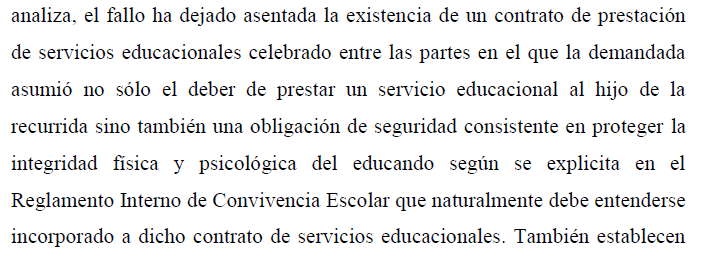 analiza, el fallo ha dejado asentada la existencia de un contrato de prestación
de servicios educacionales celebrado entre las partes en el que la demandada
asumió no sólo el deber de prestar un servicio educacional al hijo de la
recurrida sino también una obligación de seguridad consistente en proteger la
integridad física y psicológica del educando según se explicita en el
Reglamento Interno de Convivencia Escolar que naturalmente debe entenderse
incorporado a dicho contrato de servicios educacionales. También establecen